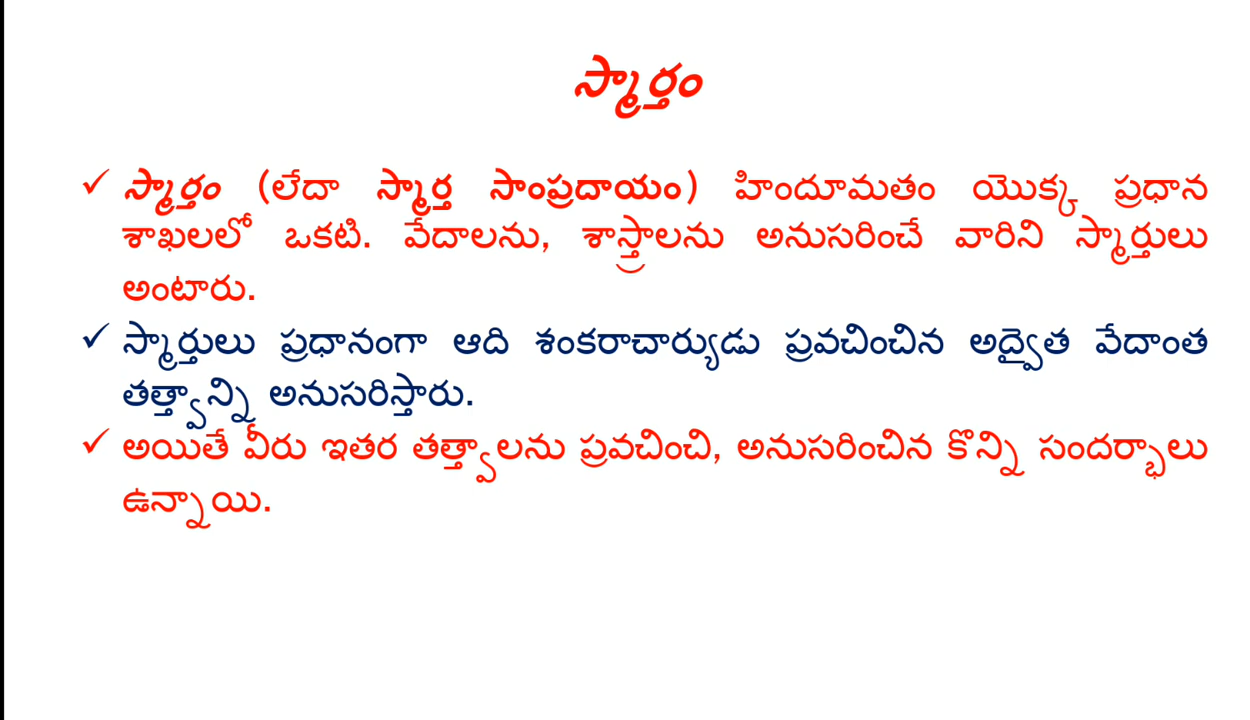 స్మార్తం
స్మార్తం (లేదా స్మార్త సాంప్రదాయం) హిందూమతం యొక్క ప్రధాన
శాఖలలో ఒకటి. వేదాలను, శాస్త్రాలను అనుసరించే వారిని స్మార్తులు
అంటారు.
స్మార్తులు ప్రధానంగా ఆది శంకరాచార్యుడు ప్రవచించిన అద్వైత వేదాంత
తత్త్వాన్ని అనుసరిస్తారు.
అయితే వీరు ఇతర తత్త్వాలను ప్రవచించి, అనుసరించిన కొన్ని సందర్భాలు
ఉన్నాయి.